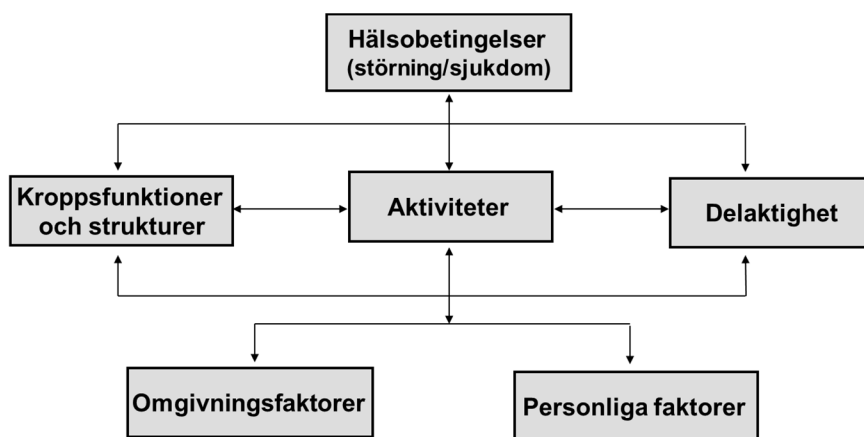 Hälsobetingelser
(störning/sjukdom)
Kroppsfunktioner
och strukturer
Aktiviteter
Delaktighet
Omgivningsfaktorer
Personliga faktorer